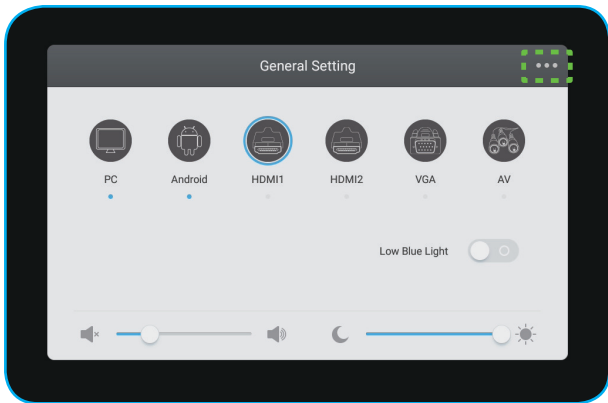 General Setting
PC Android HDMI1 HDMI2 VGA AV
Low Blue Light